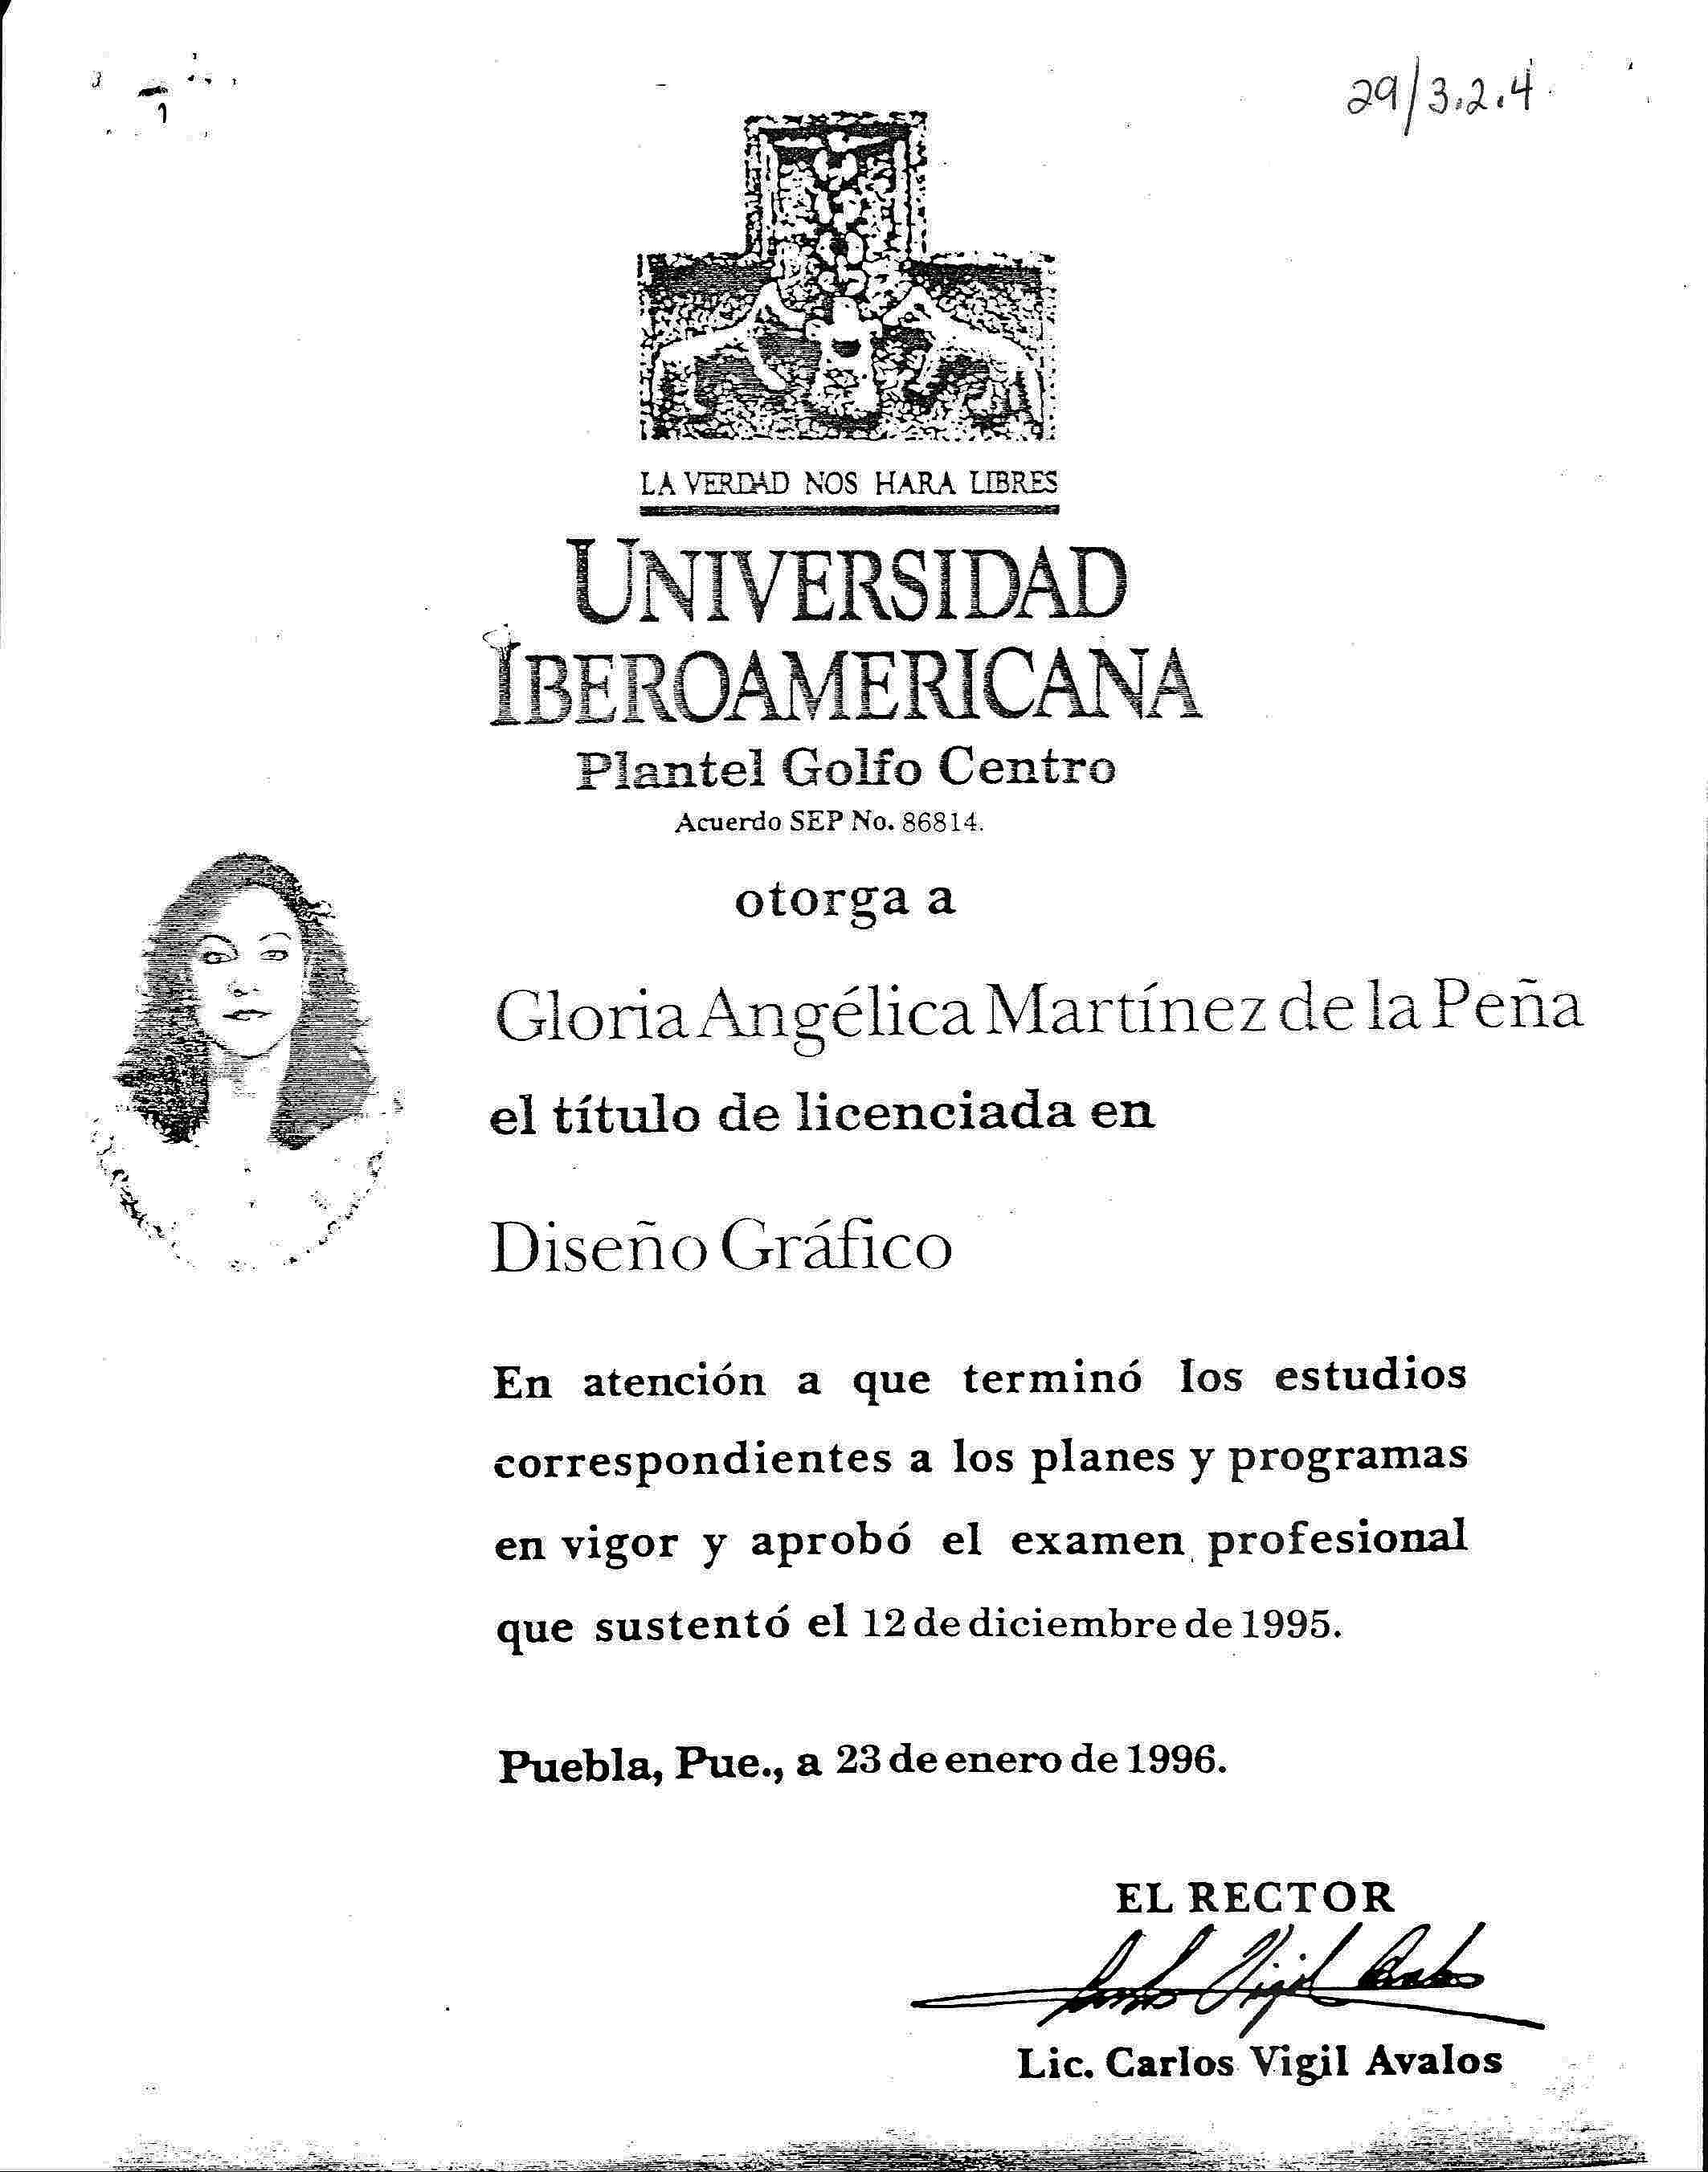 29/3.2.4
LA VERDAD NOS HARA LIBRES
UNIVERSIDAD
IBEROAMERICANA
Plantel Golfo Centro
Acuerdo SEP No. 86814.
otorga a
Gloria Angélica Martínez de la Peña
el título de licenciada en
Diseño Gráfico
En atención a que terminó los estudios
correspondientes a los planes y programas
en vigor y aprobó el examen profesional
que sustentó el 12 de diciembre de 1995.
Puebla, Pue., a 23 de enero de 1996.
EL RECTOR
Carlos Vigil Avalos
Lic. Carlos Vigil Avalos